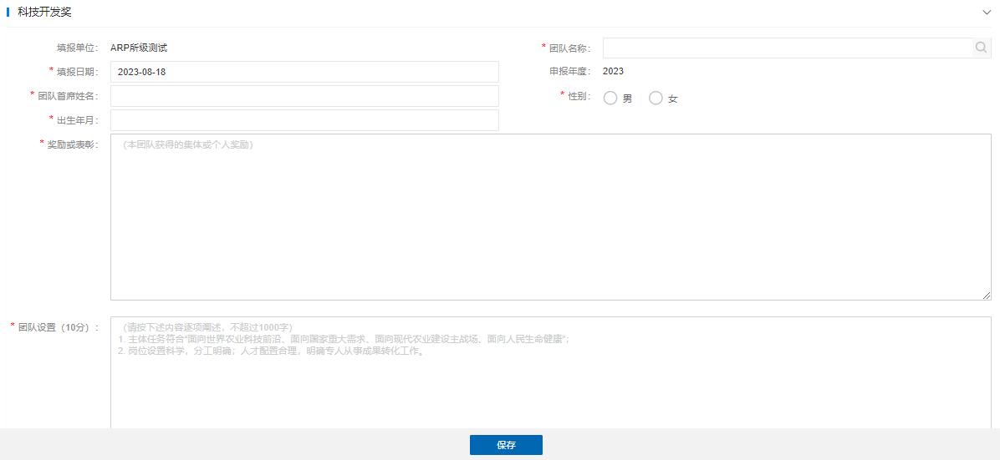 科技开发奖
填报单位： ARP所级测试
* 团队名称：
* 填报日期： 2023-08-18
申报年度： 2023
* 团队首席姓名：
* 性别： 男 女
* 出生年月：
* 奖励或表彰： （本团队获得的集体或个人奖励）
* 团队设置（10分）： （请按下述内容逐项阐述，不超过1000字）
1. 主体任务符合“面向世界农业科技前沿、面向国家重大需求、面向现代农业建设主战场、面向人民生命健康”；
2. 岗位设置科学，分工明确；人才配置合理，明确专人从事成果转化工作。
保存